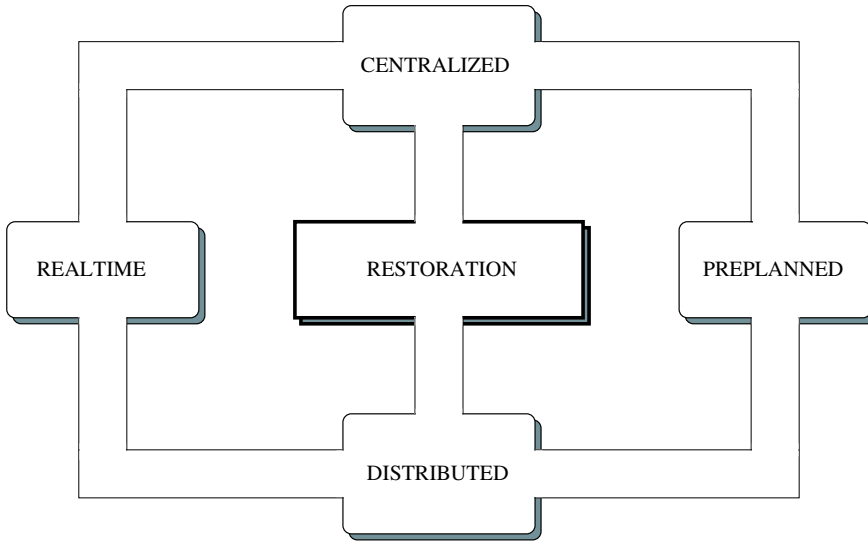 CENTRALIZED
REALTIME
RESTORATION
PREPLANNED
DISTRIBUTED